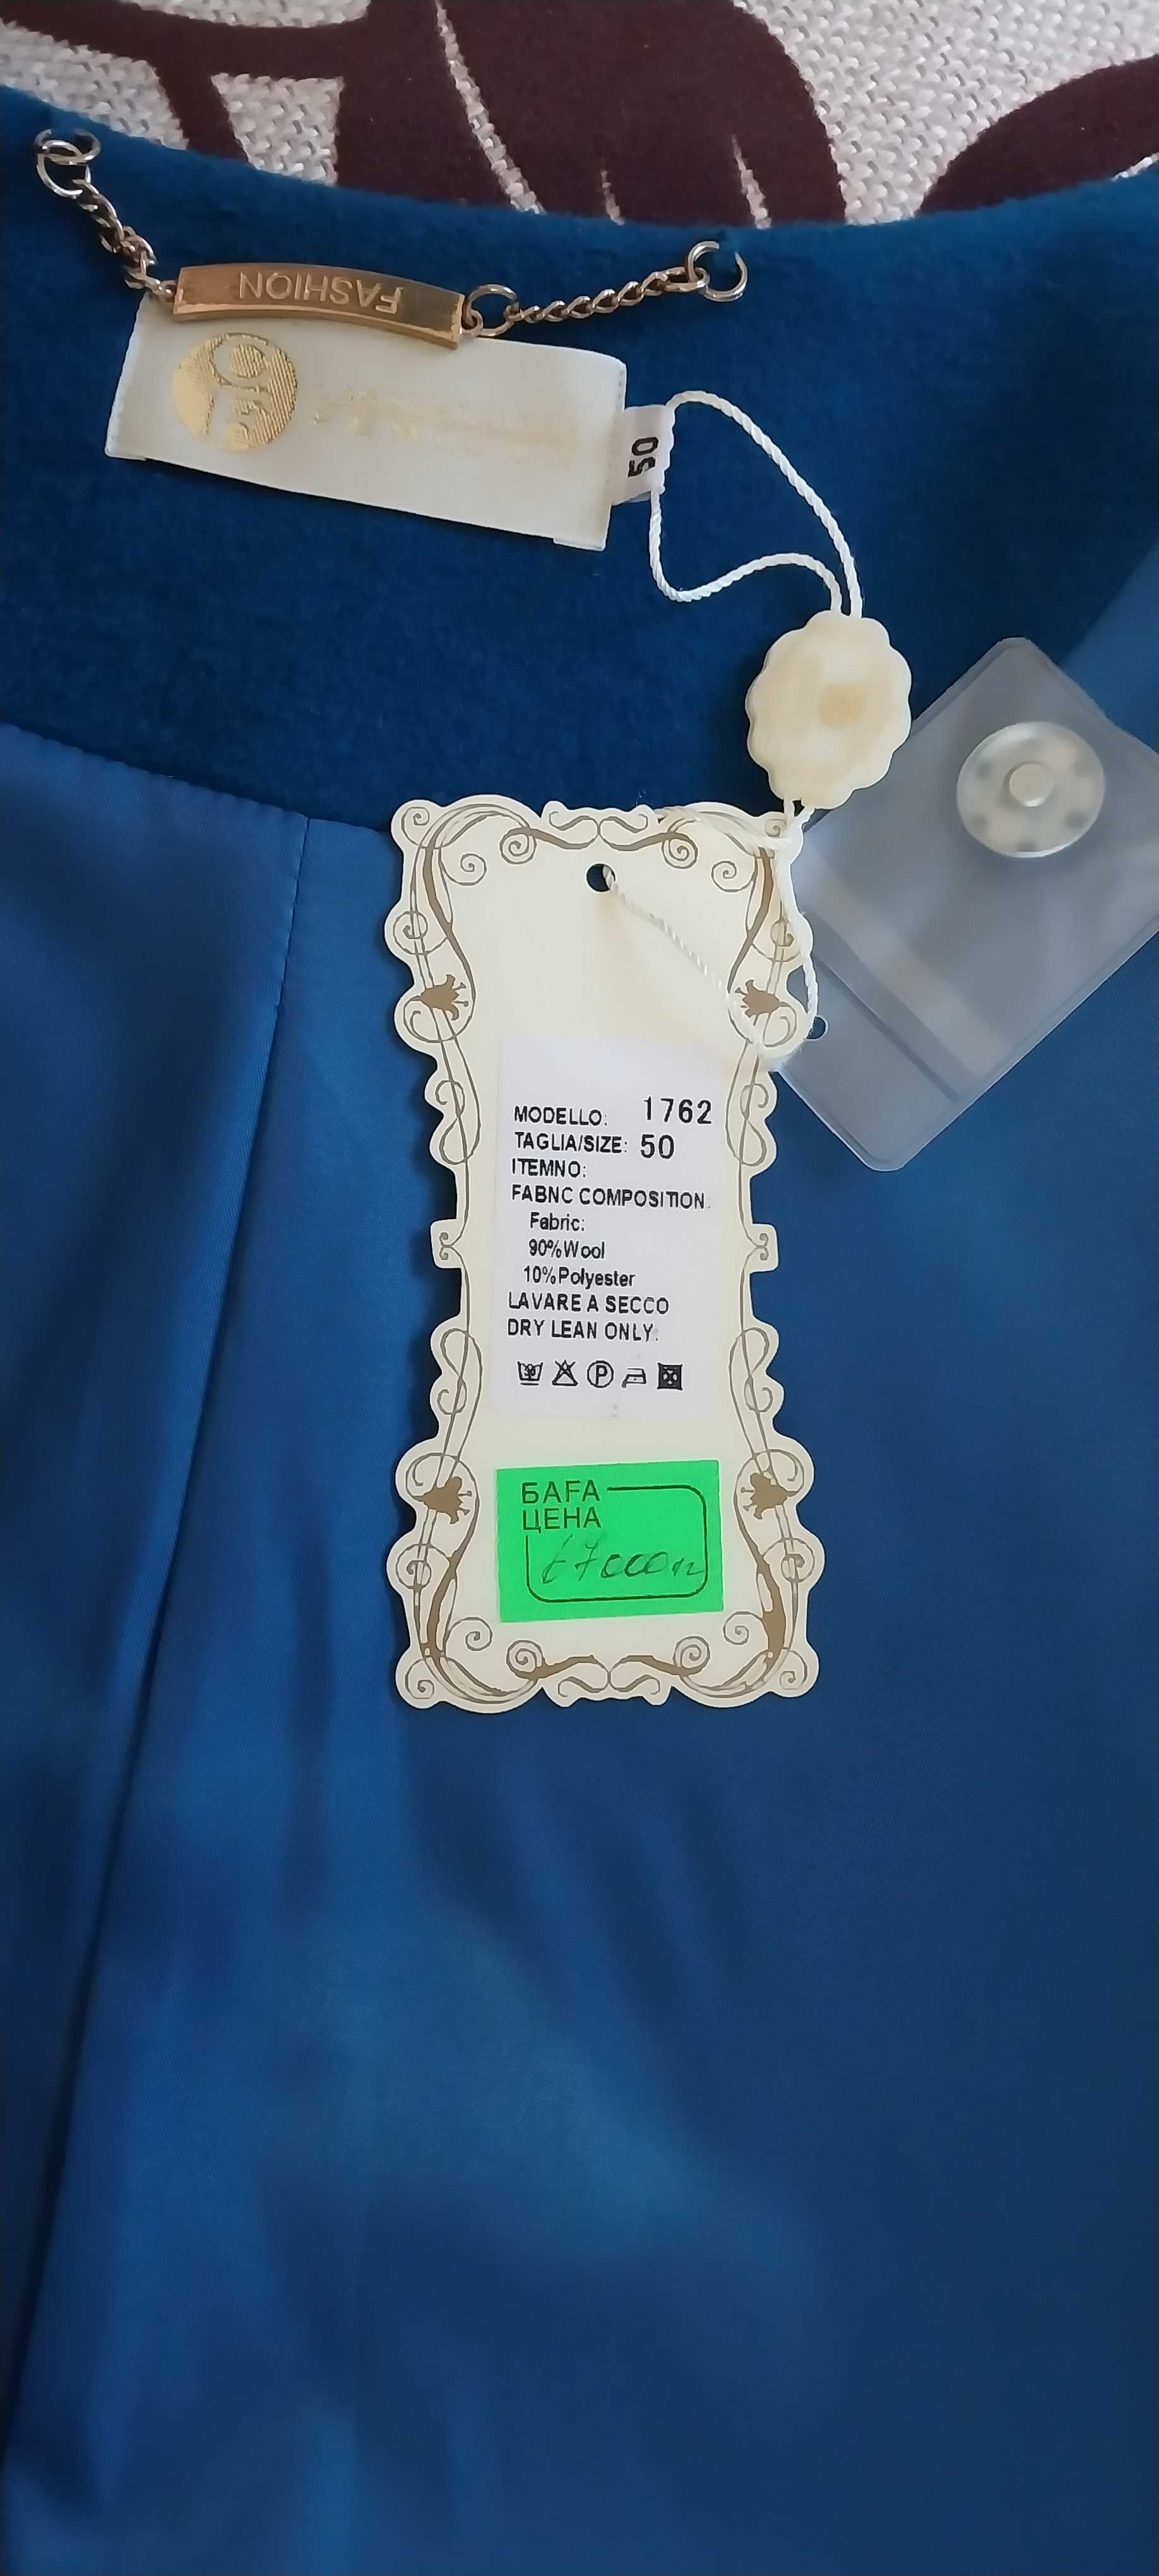 FASHION
50
MODELLO: 1762
TAGLIA/SIZE: 50
ITEMNO:
FABNC COMPOSITION.
Fabric:
90%Wool
10%Polyester
LAVARE A SECCO
DRY LEAN ONLY.
P
БАҒА
ЦЕНА